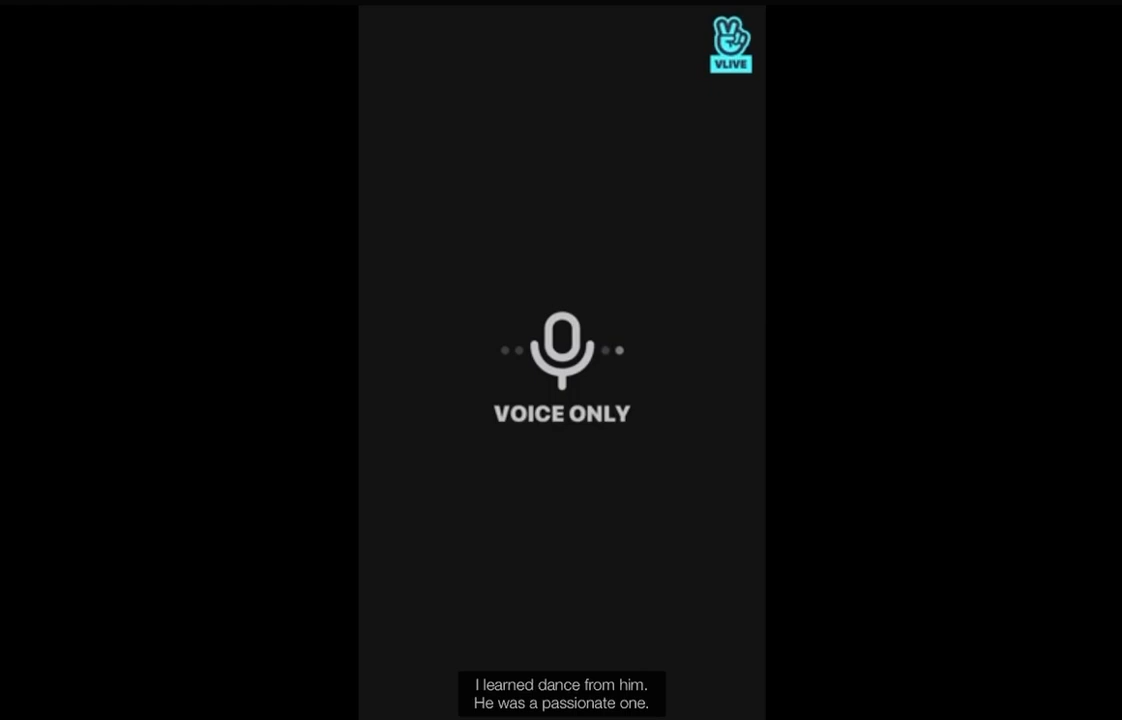 VLIVE
VOICE ONLY
I learned dance from him.
He was a passionate one.